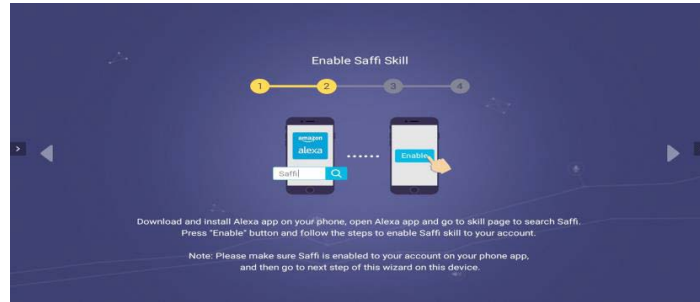 Enable Saffi Skill
1 2 3 4
amazon
alexa
Enable
Saffi
Download and install Alexa app on your phone, open Alexa app and go to skill page to search Saffi.
Press "Enable" button and follow the steps to enable Saffi skill to your account.
Note: Please make sure Saffi is enabled to your account on your phone app,
and then go to next step of this wizard on this device.